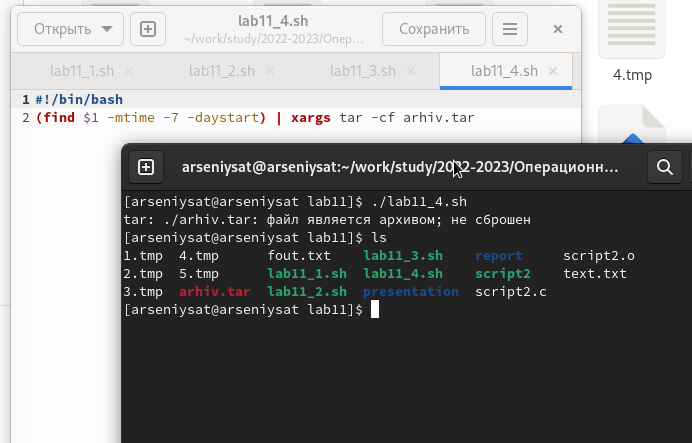 Открыть
lab11_4.sh
~/work/study/2022-2023/Опер...
Сохранить
lab11_1.sh
lab11_2.sh
lab11_3.sh
lab11_4.sh
1 #!/bin/bash
2 (find $1 -mtime -7 -daystart) | xargs tar -cf arhiv.tar
4.tmp
arseniysat@arseniysat:~/work/study/2022-2023/Операционн...
[arseniysat@arseniysat lab11]$ ./lab11_4.sh
tar: ./arhiv.tar: файл является архивом; не сброшен
[arseniysat@arseniysat lab11]$ ls
1.tmp 4.tmp fout.txt lab11_3.sh report script2.o
2.tmp 5.tmp lab11_1.sh lab11_4.sh script2 text.txt
3.tmp arhiv.tar lab11_2.sh presentation script2.c
[arseniysat@arseniysat lab11]$